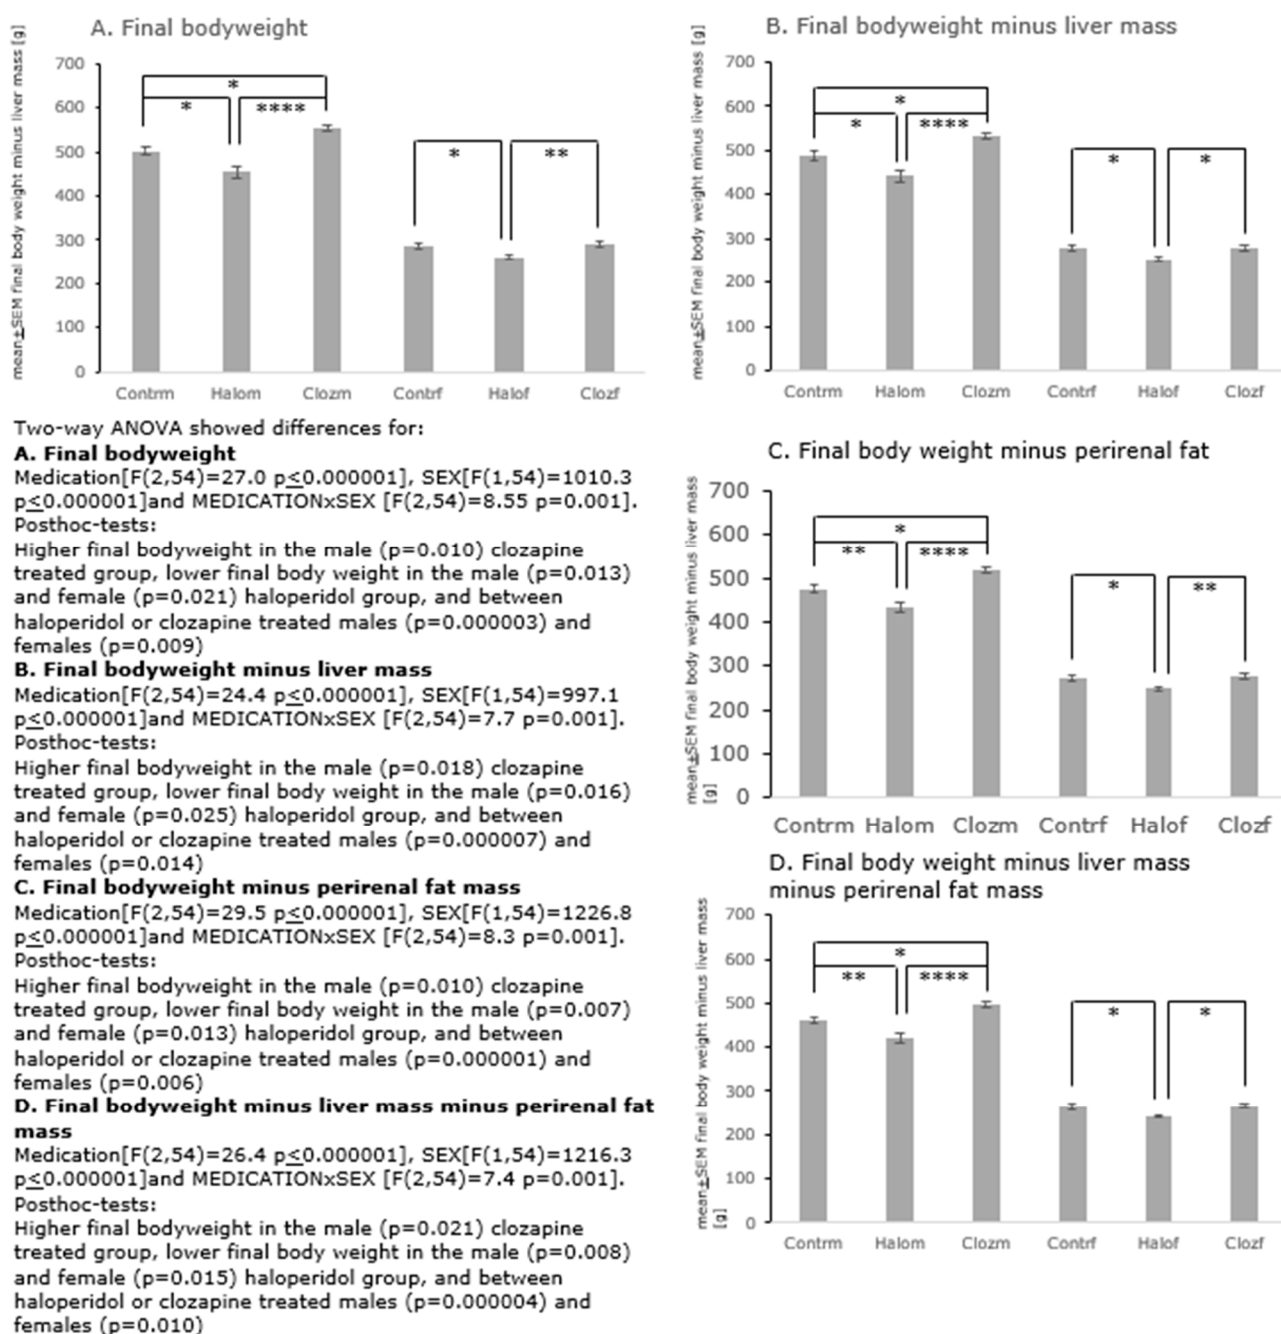 A. Final bodyweight
mean±SEM final body weight minus liver mass [g]
700
600
500
400
300
200
100
0
*
*
****
*
**
Contrm Halom Clozm Contrf Halof Clozf
B. Final bodyweight minus liver mass
mean±SEM final body weight minus liver mass [g]
700
600
500
400
300
200
100
0
*
*
****
*
*
Contrm Halom Clozm Contrf Halof Clozf
Two-way ANOVA showed differences for:
A. Final bodyweight
Medication[F(2,54)=27.0 p≤0.000001], SEX[F(1,54)=1010.3
p≤0.000001]and MEDICATIONxSEX [F(2,54)=8.55 p=0.001].
Posthoc-tests:
Higher final bodyweight in the male (p=0.010) clozapine
treated group, lower final body weight in the male (p=0.013)
and female (p=0.021) haloperidol group, and between
haloperidol or clozapine treated males (p=0.000003) and
females (p=0.009)
B. Final bodyweight minus liver mass
Medication[F(2,54)=24.4 p≤0.000001], SEX[F(1,54)=997.1
p≤0.000001]and MEDICATIONxSEX [F(2,54)=7.7 p=0.001].
Posthoc-tests:
Higher final bodyweight in the male (p=0.018) clozapine
treated group, lower final body weight in the male (p=0.016)
and female (p=0.025) haloperidol group, and between
haloperidol or clozapine treated males (p=0.000007) and
females (p=0.014)
C. Final bodyweight minus perirenal fat mass
Medication[F(2,54)=29.5 p≤0.000001], SEX[F(1,54)=1226.8
p≤0.000001]and MEDICATIONxSEX [F(2,54)=8.3 p=0.001].
Posthoc-tests:
Higher final bodyweight in the male (p=0.010) clozapine
treated group, lower final body weight in the male (p=0.007)
and female (p=0.013) haloperidol group, and between
haloperidol or clozapine treated males (p=0.000001) and
females (p=0.006)
D. Final bodyweight minus liver mass minus perirenal fat
mass
Medication[F(2,54)=26.4 p≤0.000001], SEX[F(1,54)=1216.3
p≤0.000001]and MEDICATIONxSEX [F(2,54)=7.4 p=0.001].
Posthoc-tests:
Higher final bodyweight in the male (p=0.021) clozapine
treated group, lower final body weight in the male (p=0.008)
and female (p=0.015) haloperidol group, and between
haloperidol or clozapine treated males (p=0.000004) and
females (p=0.010)
C. Final body weight minus perirenal fat
mean±SEM final body weight minus liver mass
[g]
700
600
500
400
300
200
100
0
*
**
****
*
**
Contrm Halom Clozm Contrf Halof Clozf
D. Final body weight minus liver mass
minus perirenal fat mass
mean±SEM final body weight minus liver mass
[g]
700
600
500
400
300
200
100
0
*
**
****
*
*
Contrm Halom Clozm Contrf Halof Clozf